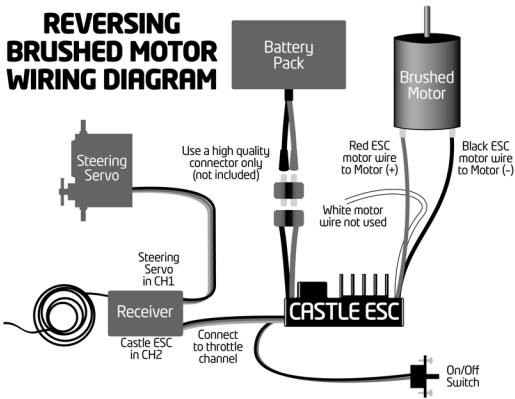 REVERSING
BRUSHED MOTOR
WIRING DIAGRAM
Battery
Pack
Brushed
Motor
Steering
Servo
Use a high quality
connector only
(not included)
Red ESC
motor wire
to Motor (+)
Black ESC
motor wire
to Motor (-)
White motor
wire not used
Steering
Servo
in CH1
Receiver
CASTLE ESC
Castle ESC
in CH2
Connect
to throttle
channel
On/Off
Switch